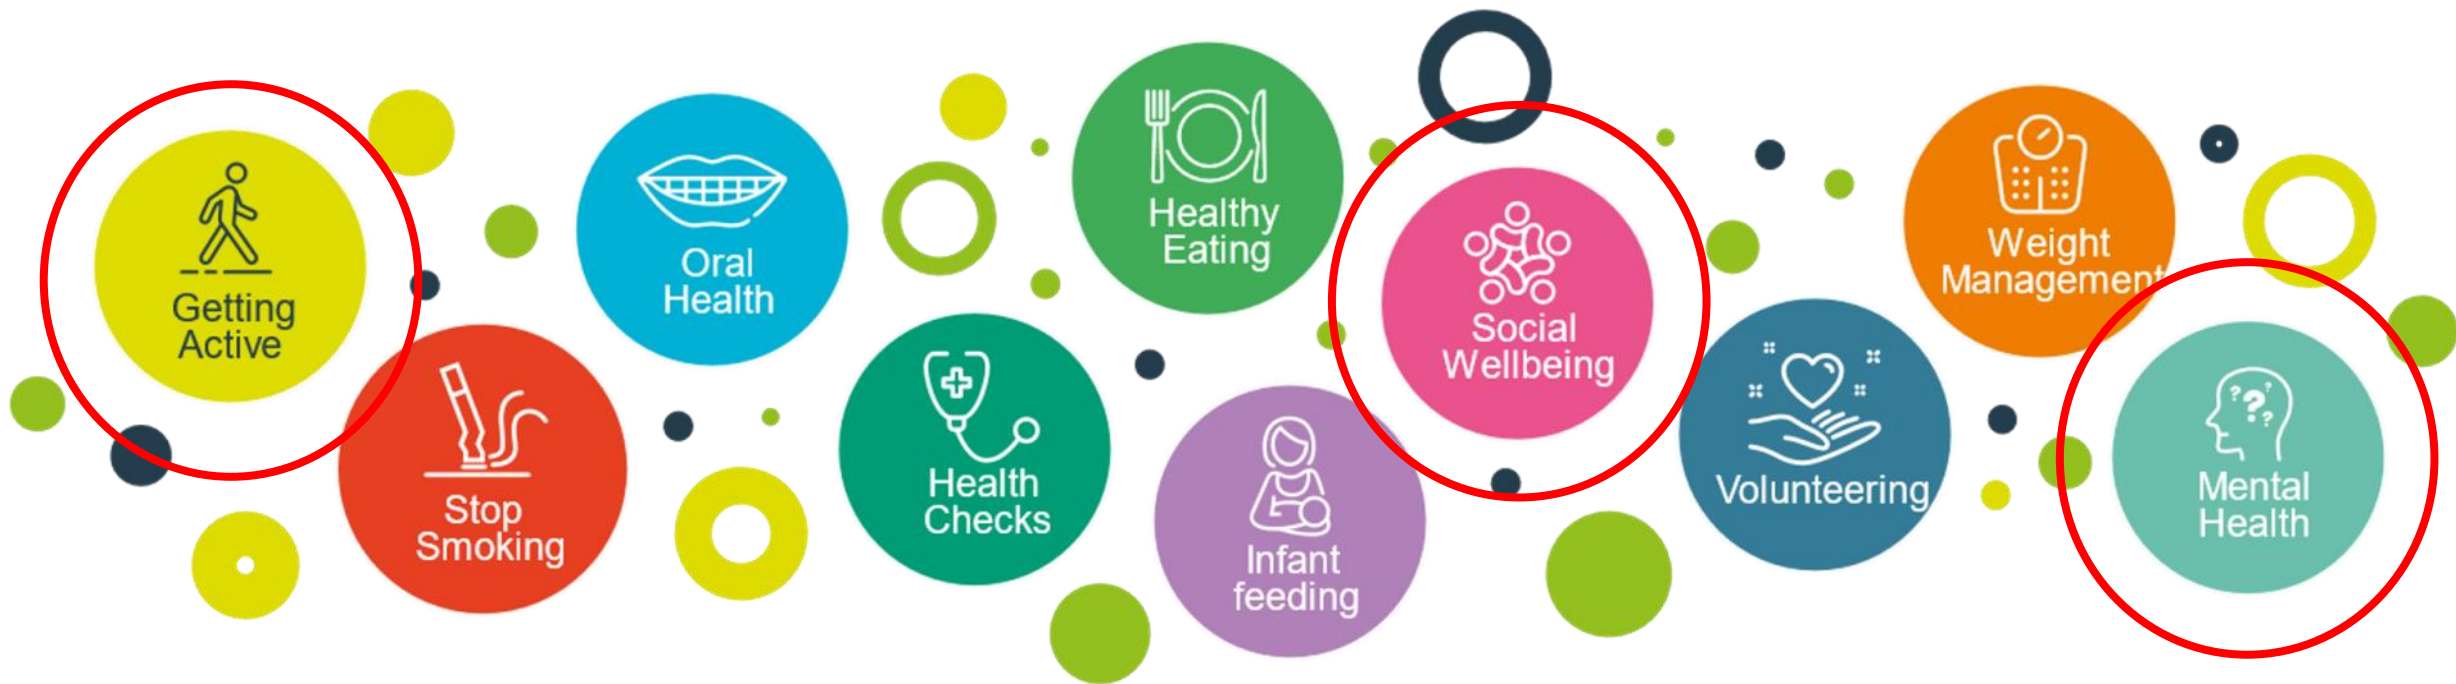 Getting
Active
Stop
Smoking
Oral
Health
Health
Checks
Healthy
Eating
Infant
feeding
Social
Wellbeing
Volunteering
Weight
Management
Mental
Health